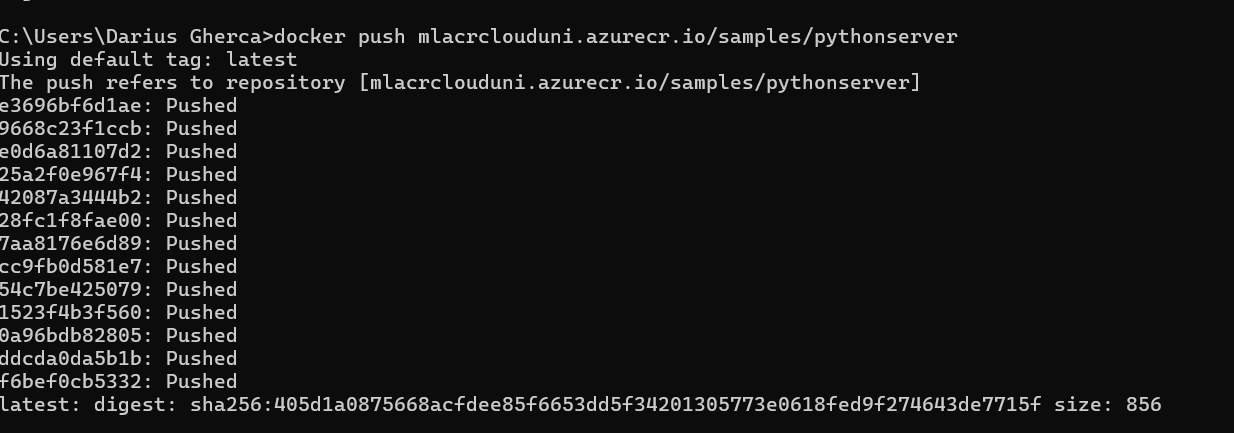 C:\Users\Darius Gherca>docker push mlacrclouduni.azurecr.io/samples/pythonserver
Using default tag: latest
The push refers to repository [mlacrclouduni.azurecr.io/samples/pythonserver]
e3696bf6d1ae: Pushed
9668c23f1ccb: Pushed
e0d6a81107d2: Pushed
25a2f0e967f4: Pushed
42087a3444b2: Pushed
28fc1f8fae00: Pushed
7aa8176e6d89: Pushed
cc9fb0d581e7: Pushed
54c7be425079: Pushed
1523f4b3f560: Pushed
0a96bdb82805: Pushed
ddcda0da5b1b: Pushed
f6bef0cb5332: Pushed
latest: digest: sha256:405d1a0875668acfdee85f6653dd5f34201305773e0618fed9f274643de7715f size: 856